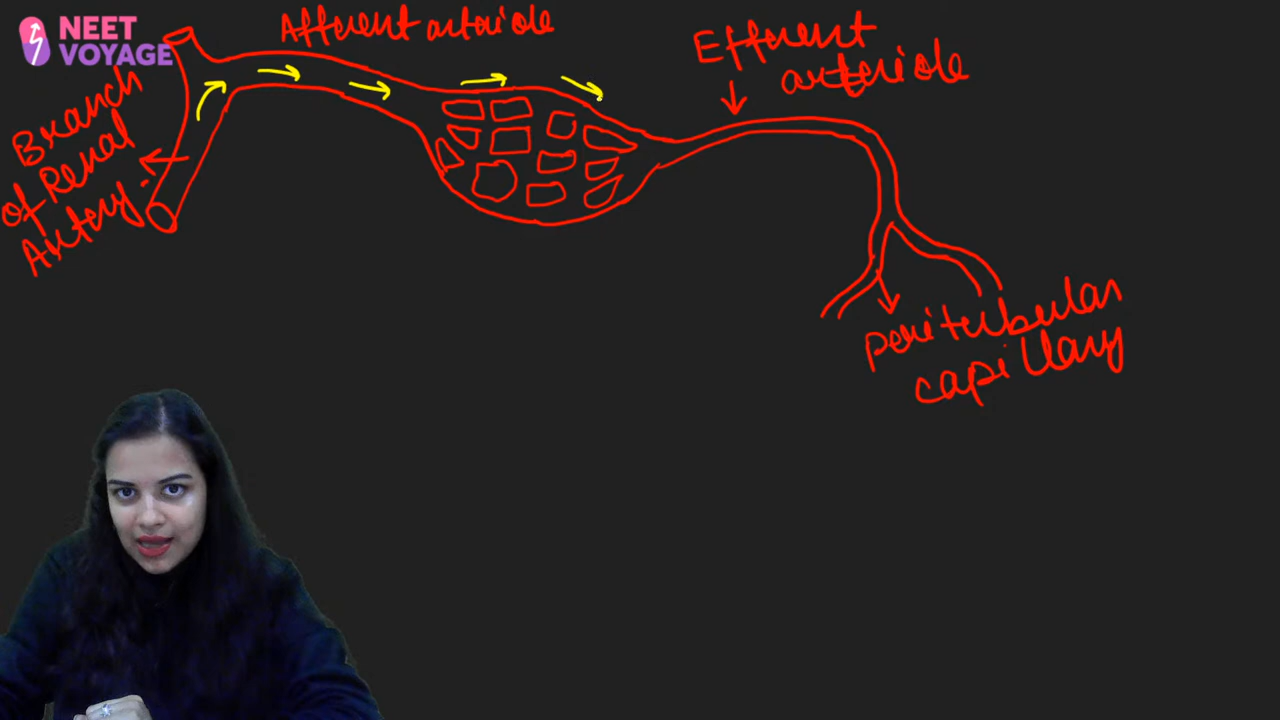 NEET
VOYAGE
Afferent arteriole
Efferent
arteriole
Branch
of Renal
Artery
peritubular
capillary